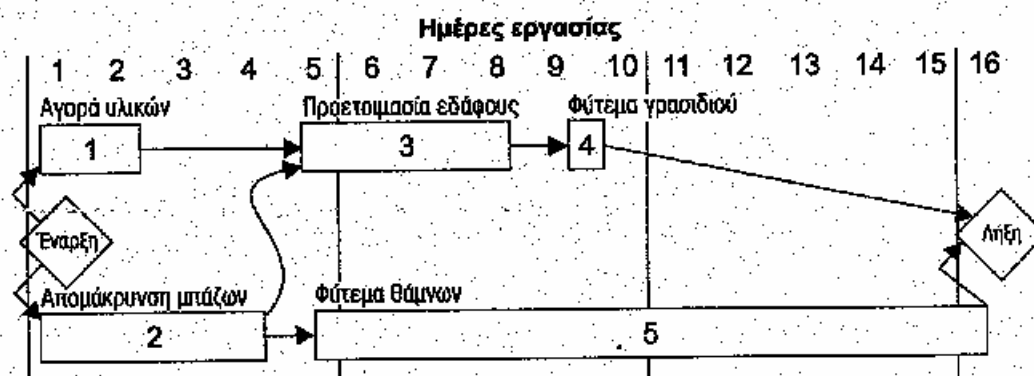 Ημέρες εργασίας
1 2 3 4 5 6 7 8 9 10 11 12 13 14 15 16
Αγορά υλικών Προετοιμασία εδάφους Φύτεμα γρασιδιού
1 3 4
Έναρξη Λήξη
Απομάκρυνση μπάζων Φύτεμα θάμνων
2 5